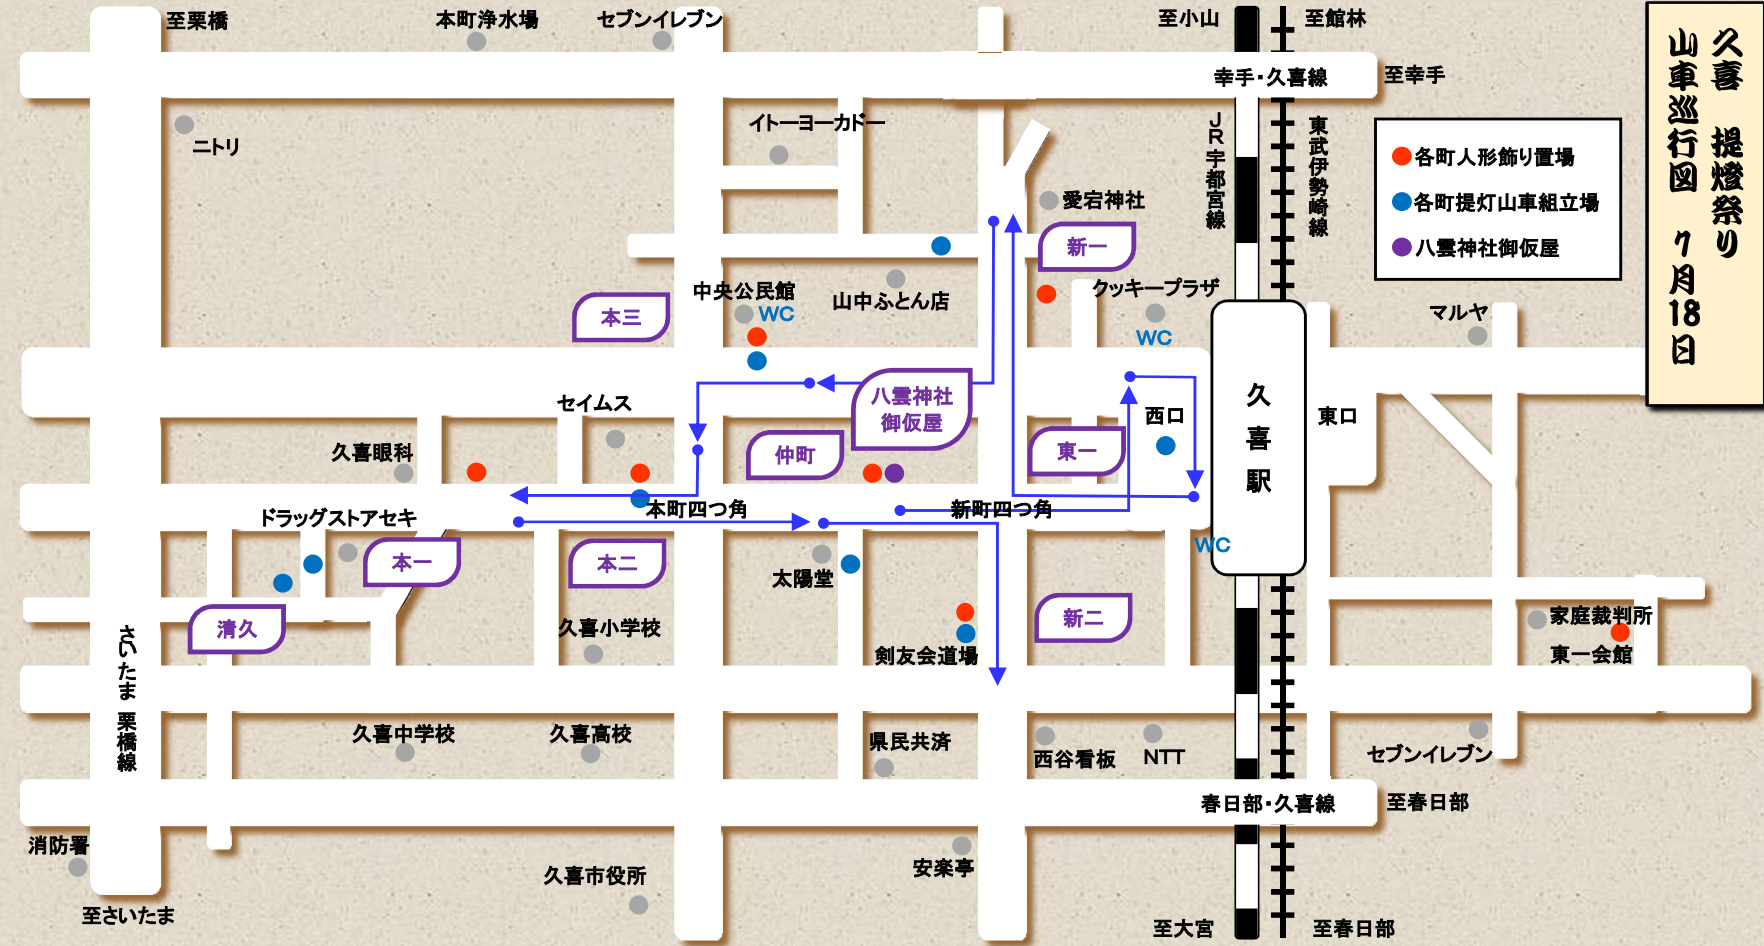 久喜 提燈祭り
山車巡行図 7月18日
各町人形飾り置場
各町提灯山車組立場
八雲神社御仮屋
至栗橋
本町浄水場
セブンイレブン
至小山
至館林
幸手・久喜線
至幸手
ニトリ
イトーヨーカドー
JR宇都宮線
東武伊勢崎線
愛宕神社
新一
中央公民館
WC
山中ふとん店
クッキープラザ
WC
マルヤ
本三
八雲神社
御仮屋
セイムス
久喜眼科
仲町
東一
西口
久喜駅
東口
ドラッグストアセキ
本町四つ角
新町四つ角
WC
本一
本二
太陽堂
清久
久喜小学校
剣友会道場
新二
家庭裁判所
東一会館
さいたま栗橋線
久喜中学校
久喜高校
県民共済
西谷看板
NTT
セブンイレブン
春日部・久喜線
至春日部
消防署
久喜市役所
安楽亭
至さいたま
至大宮
至春日部